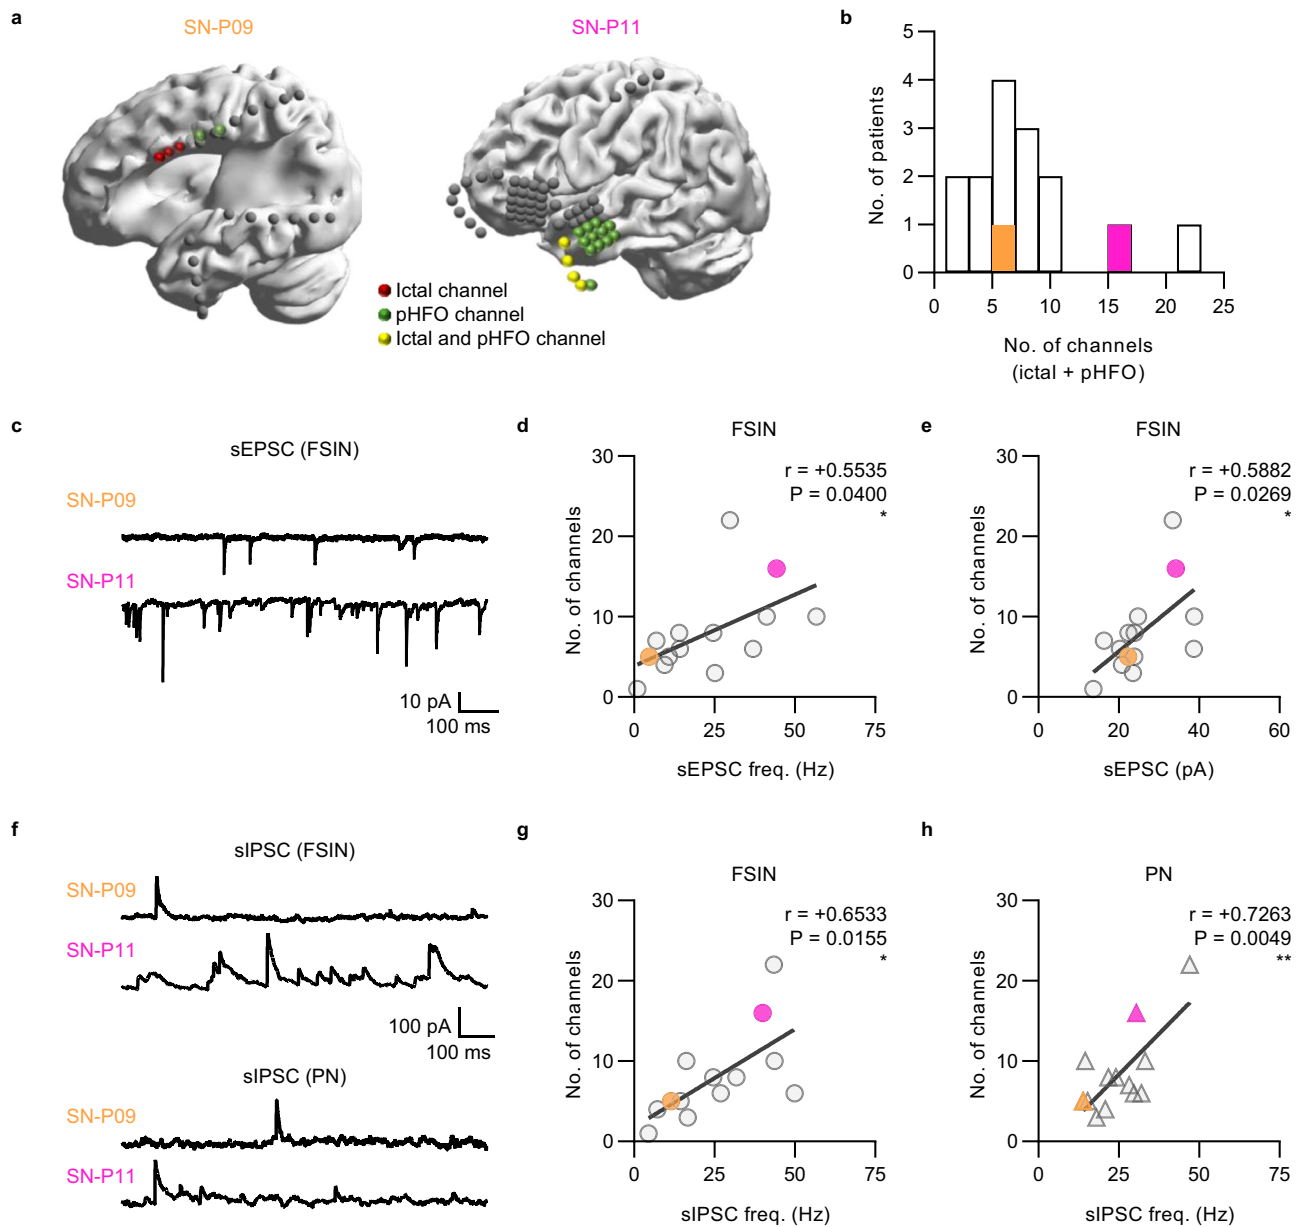 a
SN-P09
SN-P11
Ictal channel
pHFO channel
Ictal and pHFO channel
b
No. of patients
5
4
3
2
1
0
0 5 10 15 20 25
No. of channels
(ictal + pHFO)
c
sEPSC (FSIN)
SN-P09
SN-P11
10 pA
100 ms
d
FSIN
r = +0.5535
P = 0.0400
*
No. of channels
30
20
10
0
0 25 50 75
sEPSC freq. (Hz)
e
FSIN
r = +0.5882
P = 0.0269
*
No. of channels
30
20
10
0
0 20 40 60
sEPSC (pA)
f
sIPSC (FSIN)
SN-P09
SN-P11
100 pA
100 ms
sIPSC (PN)
SN-P09
SN-P11
g
FSIN
r = +0.6533
P = 0.0155
*
No. of channels
30
20
10
0
0 25 50 75
sIPSC freq. (Hz)
h
PN
r = +0.7263
P = 0.0049
**
No. of channels
30
20
10
0
0 25 50 75
sIPSC freq. (Hz)